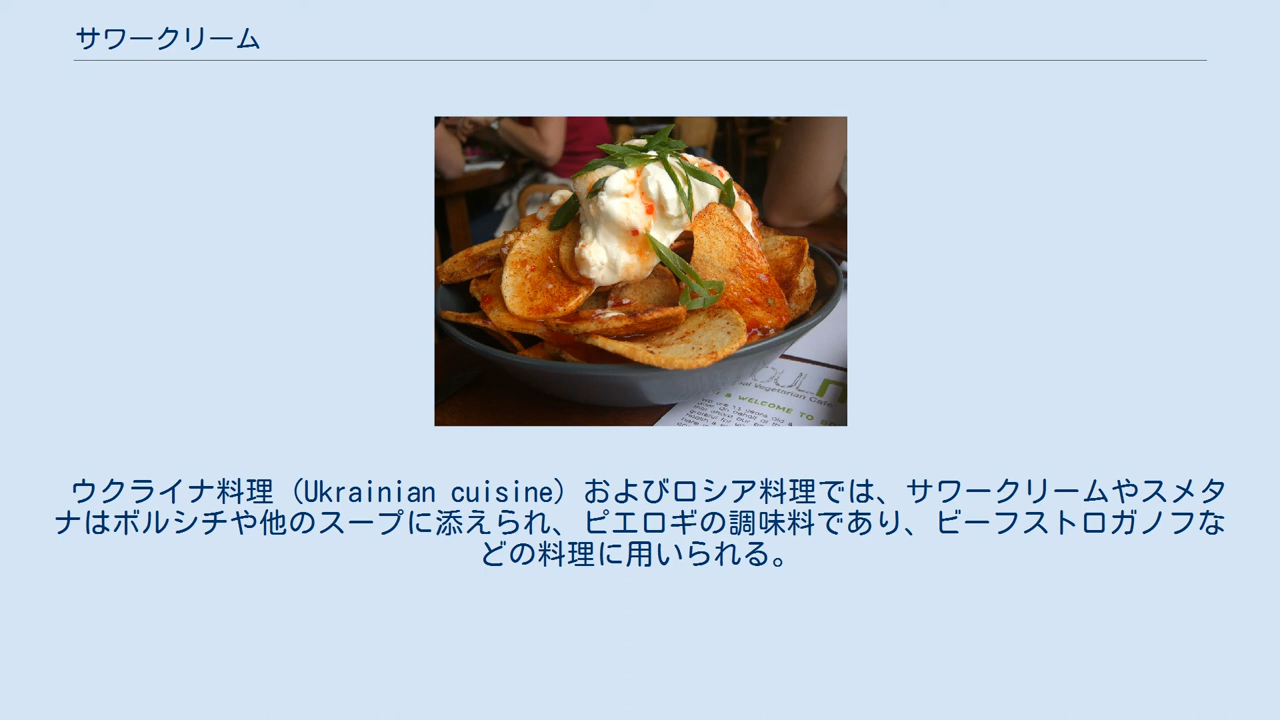 サワークリーム
WELCOME TO
ウクライナ料理（Ukrainian cuisine）およびロシア料理では、サワークリームやスメタ
ナはボルシチや他のスープに添えられ、ピエロギの調味料であり、ビーフストロガノフな
どの料理に用いられる。